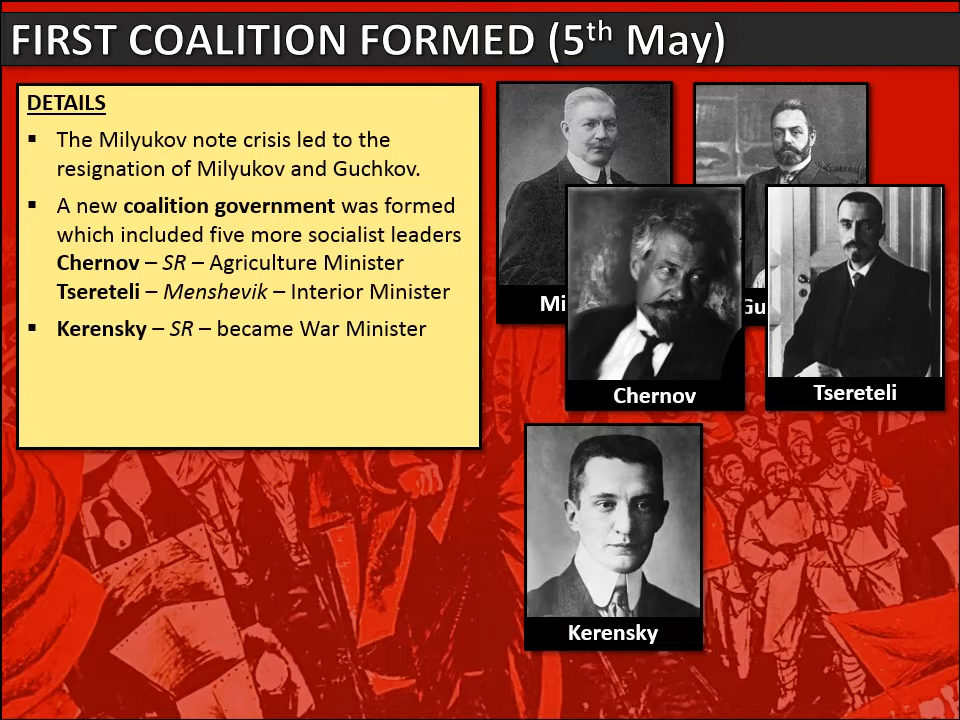 FIRST COALITION FORMED (5th May)
DETAILS
▪ The Milyukov note crisis led to the
resignation of Milyukov and Guchkov.
▪ A new coalition government was formed
which included five more socialist leaders
Chernov – SR – Agriculture Minister
Tsereteli – Menshevik – Interior Minister
▪ Kerensky – SR – became War Minister
Mi
Gu
Chernov
Tsereteli
Kerensky